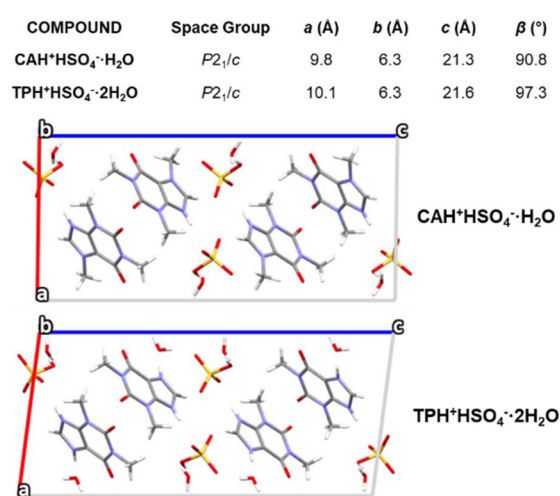 COMPOUND Space Group a (Å) b (Å) c (Å) β (°)
CAH⁺HSO₄⁻·H₂O P2₁/c 9.8 6.3 21.3 90.8
TPH⁺HSO₄⁻·2H₂O P2₁/c 10.1 6.3 21.6 97.3
b c
CAH⁺HSO₄⁻·H₂O
a
b c
TPH⁺HSO₄⁻·2H₂O
a